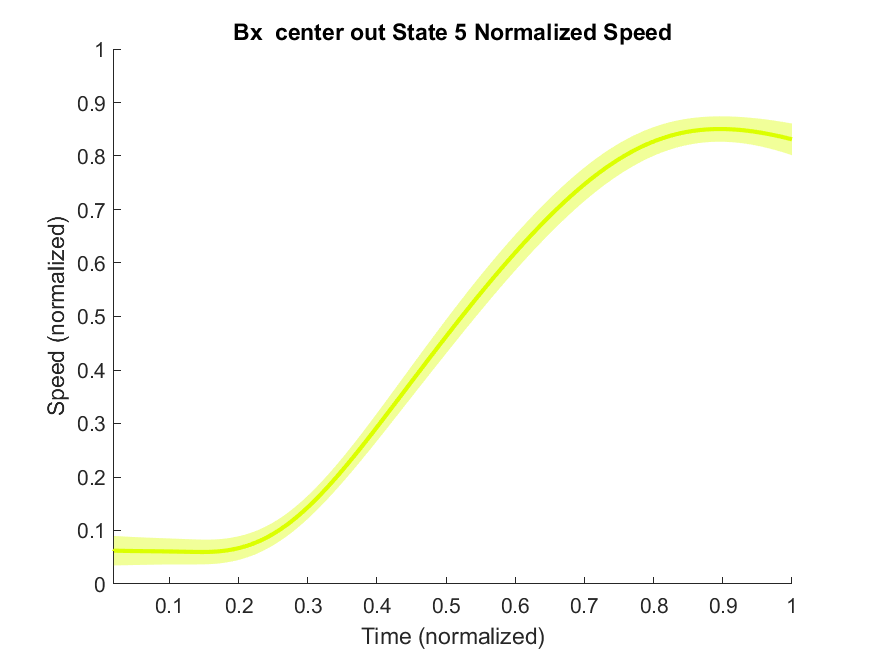 Bx  center out State 5 Normalized Speed
1
0.9
0.8
0.7
0.6
0.5
0.4
0.3
0.2
0.1
0
Speed (normalized)
0.1 0.2 0.3 0.4 0.5 0.6 0.7 0.8 0.9 1
Time (normalized)